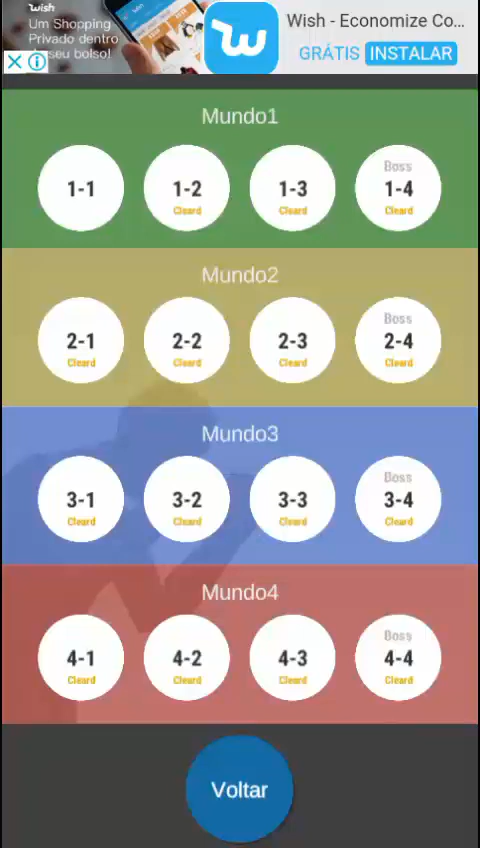 wish
Um Shopping
Privado dentro
do seu bolso!
Wish - Economize Co...
GRÁTIS INSTALAR
Mundo1
1-1
1-2
Cleard
1-3
Cleard
Boss
1-4
Cleard
Mundo2
2-1
Cleard
2-2
Cleard
2-3
Cleard
Boss
2-4
Cleard
Mundo3
3-1
Cleard
3-2
Cleard
3-3
Cleard
Boss
3-4
Cleard
Mundo4
4-1
Cleard
4-2
Cleard
4-3
Cleard
Boss
4-4
Cleard
Voltar